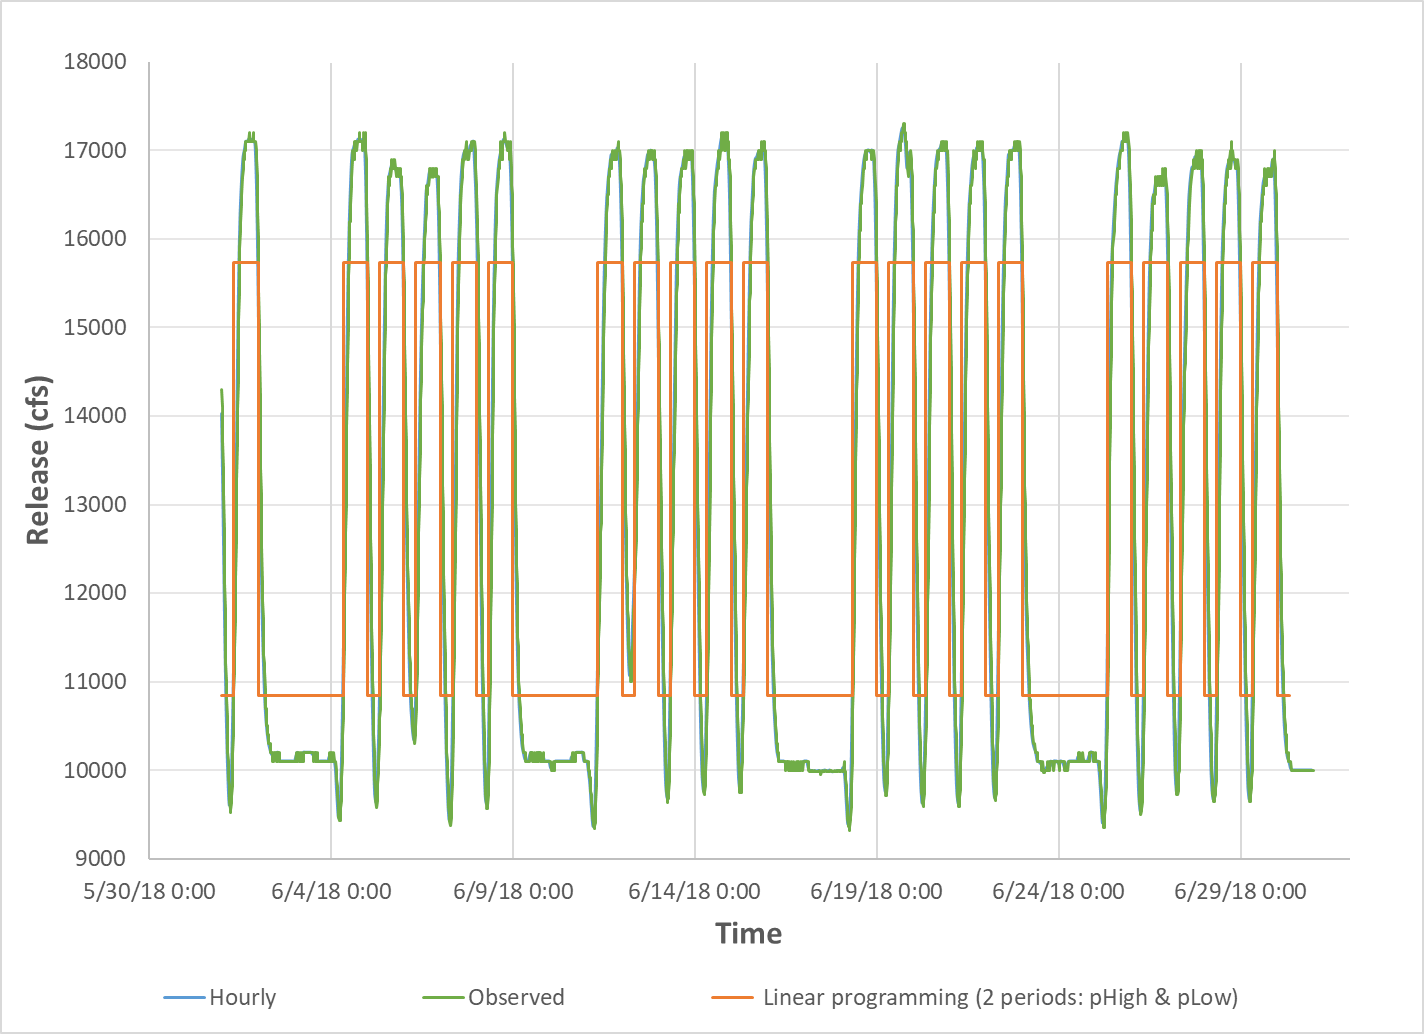 18000
17000
16000
15000
14000
13000
12000
11000
10000
9000
Release (cfs)
5/30/18 0:00 6/4/18 0:00 6/9/18 0:00 6/14/18 0:00 6/19/18 0:00 6/24/18 0:00 6/29/18 0:00
Time
Hourly Observed Linear programming (2 periods: pHigh & pLow)